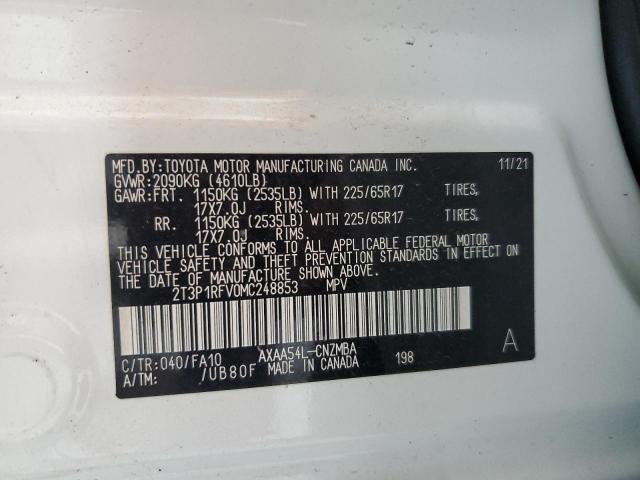 MFD.BY:TOYOTA MOTOR MANUFACTURING CANADA INC. 11/21
GVWR:2090KG (4610LB)
GAWR:FRT. 1150KG (2535LB) WITH 225/65R17 TIRES,
17X7.0J RIMS.
RR. 1150KG (2535LB) WITH 225/65R17 TIRES,
17X7.0J RIMS.
THIS VEHICLE CONFORMS TO ALL APPLICABLE FEDERAL MOTOR
VEHICLE SAFETY AND THEFT PREVENTION STANDARDS IN EFFECT
ON THE DATE OF MANUFACTURE SHOWN ABOVE.
2T3P1RFV0MC248853 MPV
C/TR:040/FA10 AXAA54L-CNZMBA 198 A
A/TM: /UB80F MADE IN CANADA